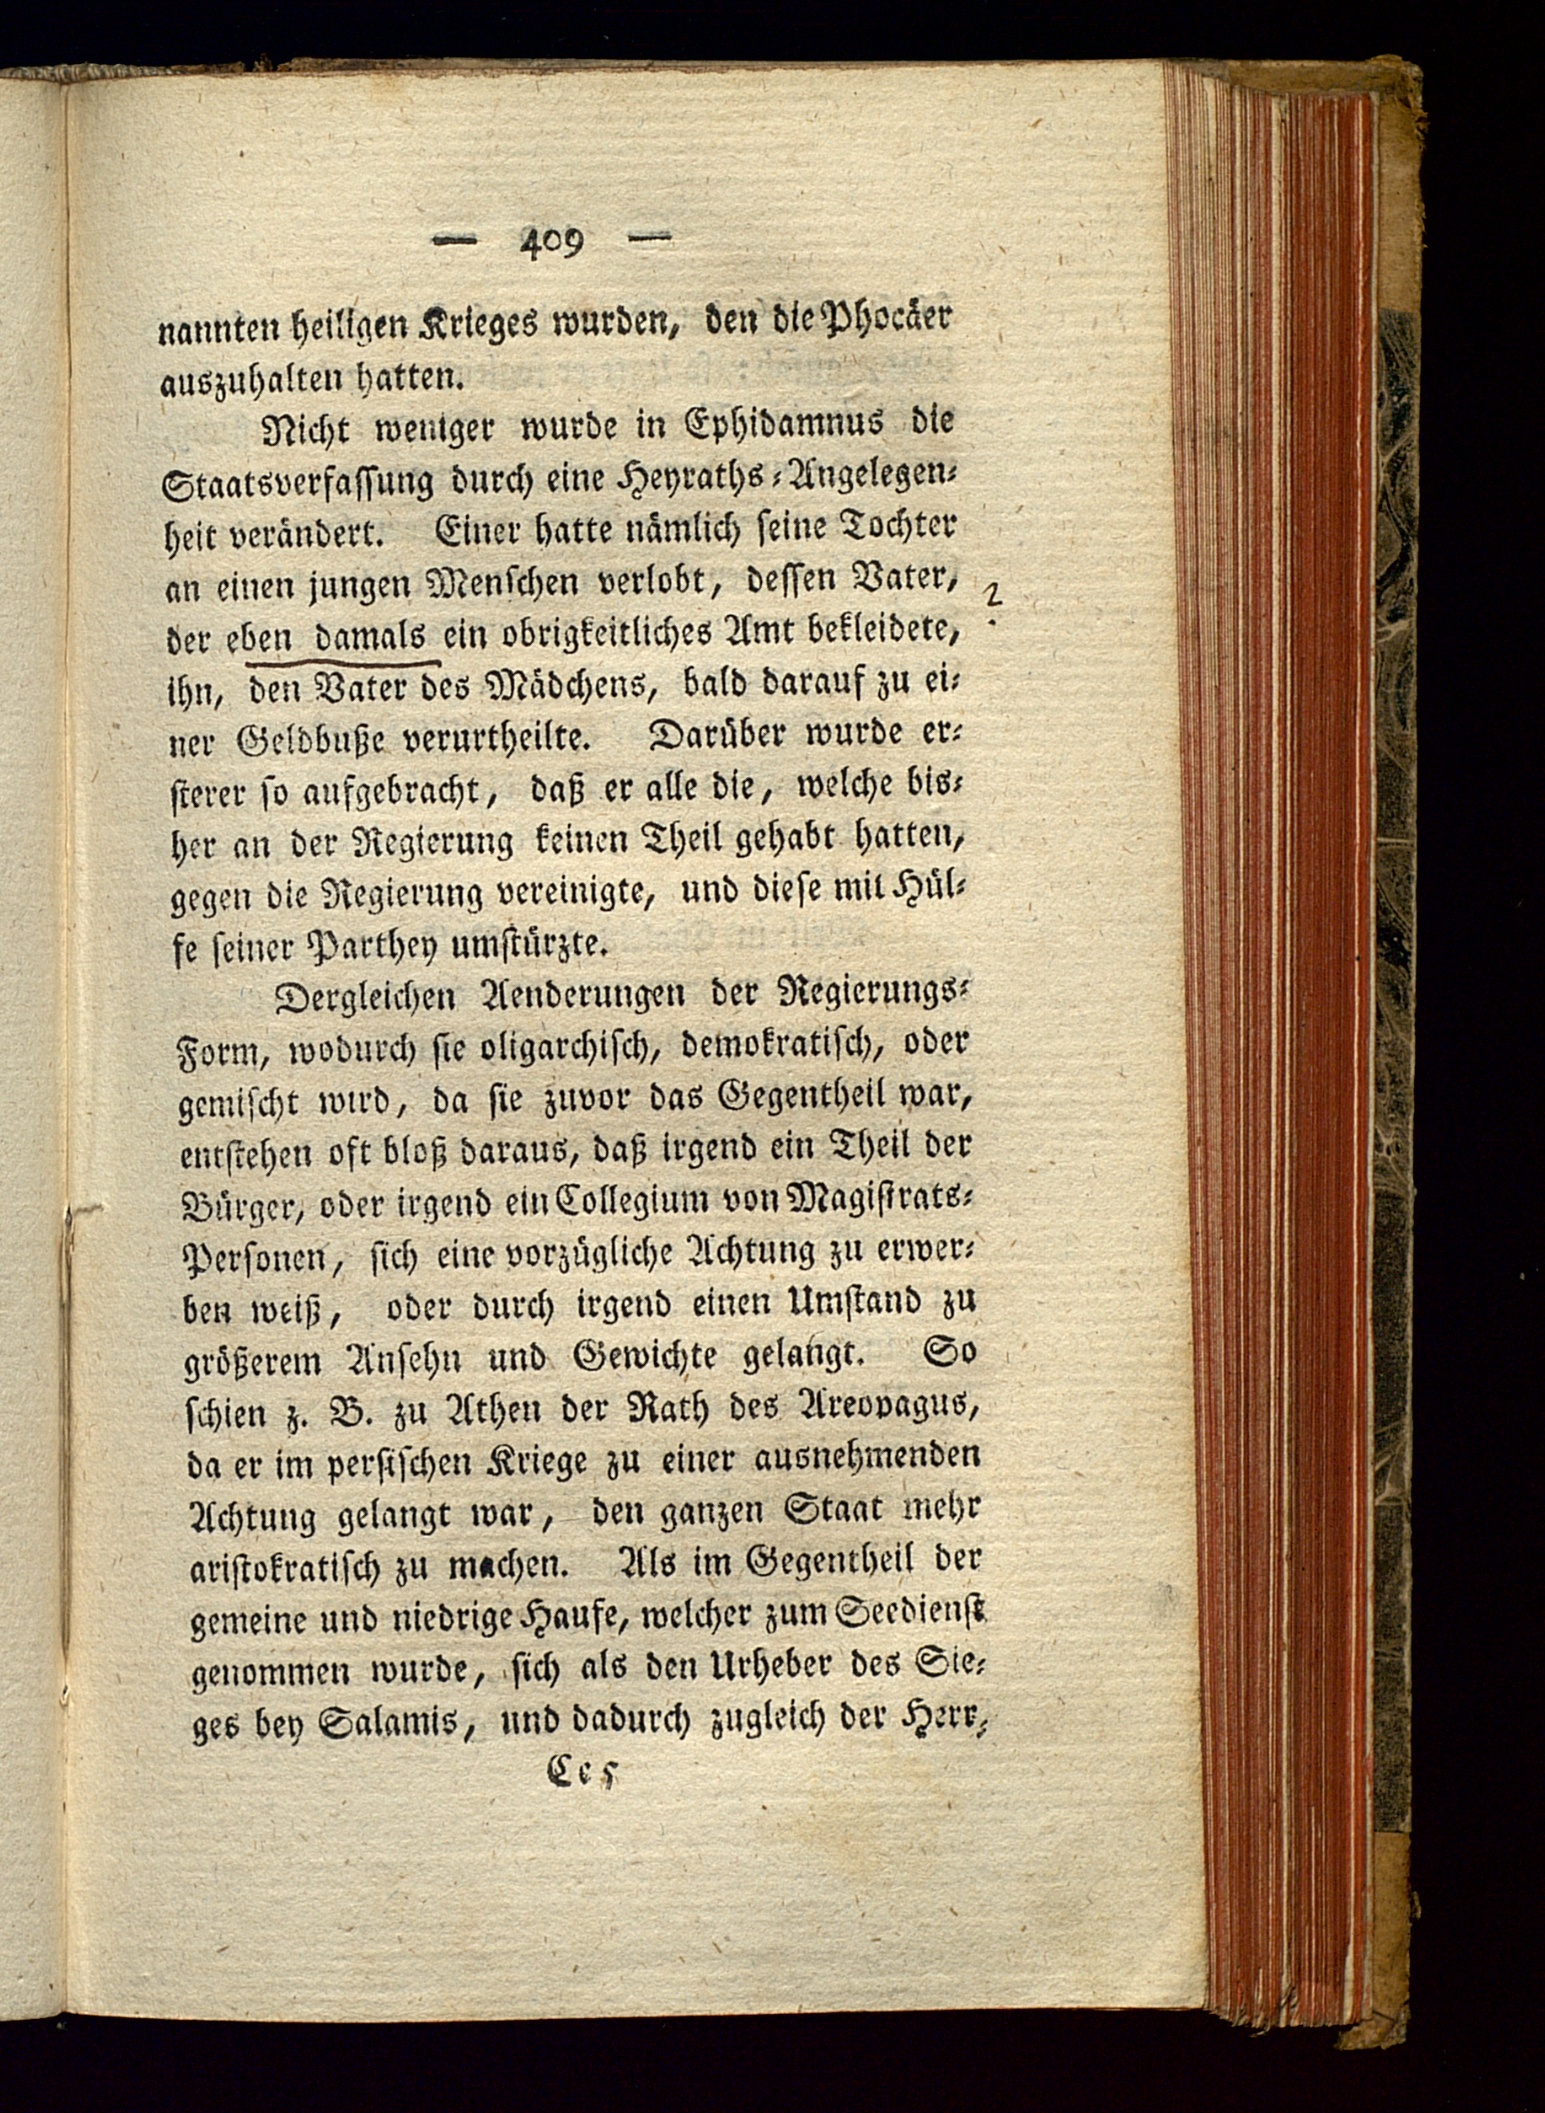 — 409 —
nannten heiligen Krieges wurden, den die Phocäer
auszuhalten hatten.
Nicht weniger wurde in Ephidamnus die
Staatsverfassung durch eine Heyraths-Angelegen-
heit verändert. Einer hatte nämlich seine Tochter
an einen jungen Menschen verlobt, dessen Vater,
?
der eben damals ein obrigkeitliches Amt bekleidete,
ihn, den Vater des Mädchens, bald darauf zu ei-
ner Geldbuße verurtheilte. Darüber wurde er-
sterer so aufgebracht, daß er alle die, welche bis-
her an der Regierung keinen Theil gehabt hatten,
gegen die Regierung vereinigte, und diese mit Hül-
fe seiner Parthey umstürzte.
Dergleichen Aenderungen der Regierungs-
Form, wodurch sie oligarchisch, demokratisch, oder
gemischt wird, da sie zuvor das Gegentheil war,
entstehen oft bloß daraus, daß irgend ein Theil der
Bürger, oder irgend ein Collegium von Magistrats-
Personen, sich eine vorzügliche Achtung zu erwer-
ben weiß, oder durch irgend einen Umstand zu
größerem Ansehn und Gewichte gelangt. So
schien z. B. zu Athen der Rath des Areopagus,
da er im persischen Kriege zu einer ausnehmenden
Achtung gelangt war, den ganzen Staat mehr
aristokratisch zu machen. Als im Gegentheil der
gemeine und niedrige Haufe, welcher zum Seedienst
genommen wurde, sich als den Urheber des Sie-
ges bey Salamis, und dadurch zugleich der Herr-
Cc 5